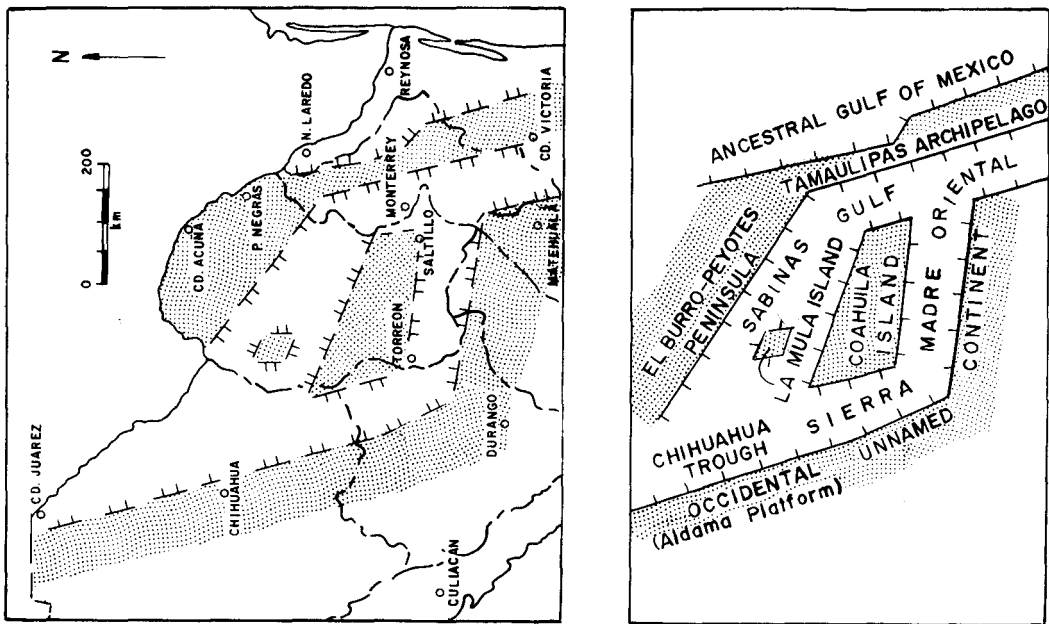 N
200
0
km
CD. JUAREZ
CHIHUAHUA
CULIACAN
DURANGO
TORREON
SALTILLO
MONTERREY
MATEHUALA
CD. VICTORIA
CD. ACUÑA
P. NEGRAS
N. LAREDO
REYNOSA
ANCESTRAL GULF OF MEXICO
TAMAULIPAS ARCHIPELAGO
EL BURRO-PEYOTES
PENINSULA
SABINAS GULF
LA MULA ISLAND
COAHUILA
ISLAND
CHIHUAHUA
TROUGH
SIERRA MADRE ORIENTAL
OCCIDENTAL
(Aldama Platform)
UNNAMED CONTINENT